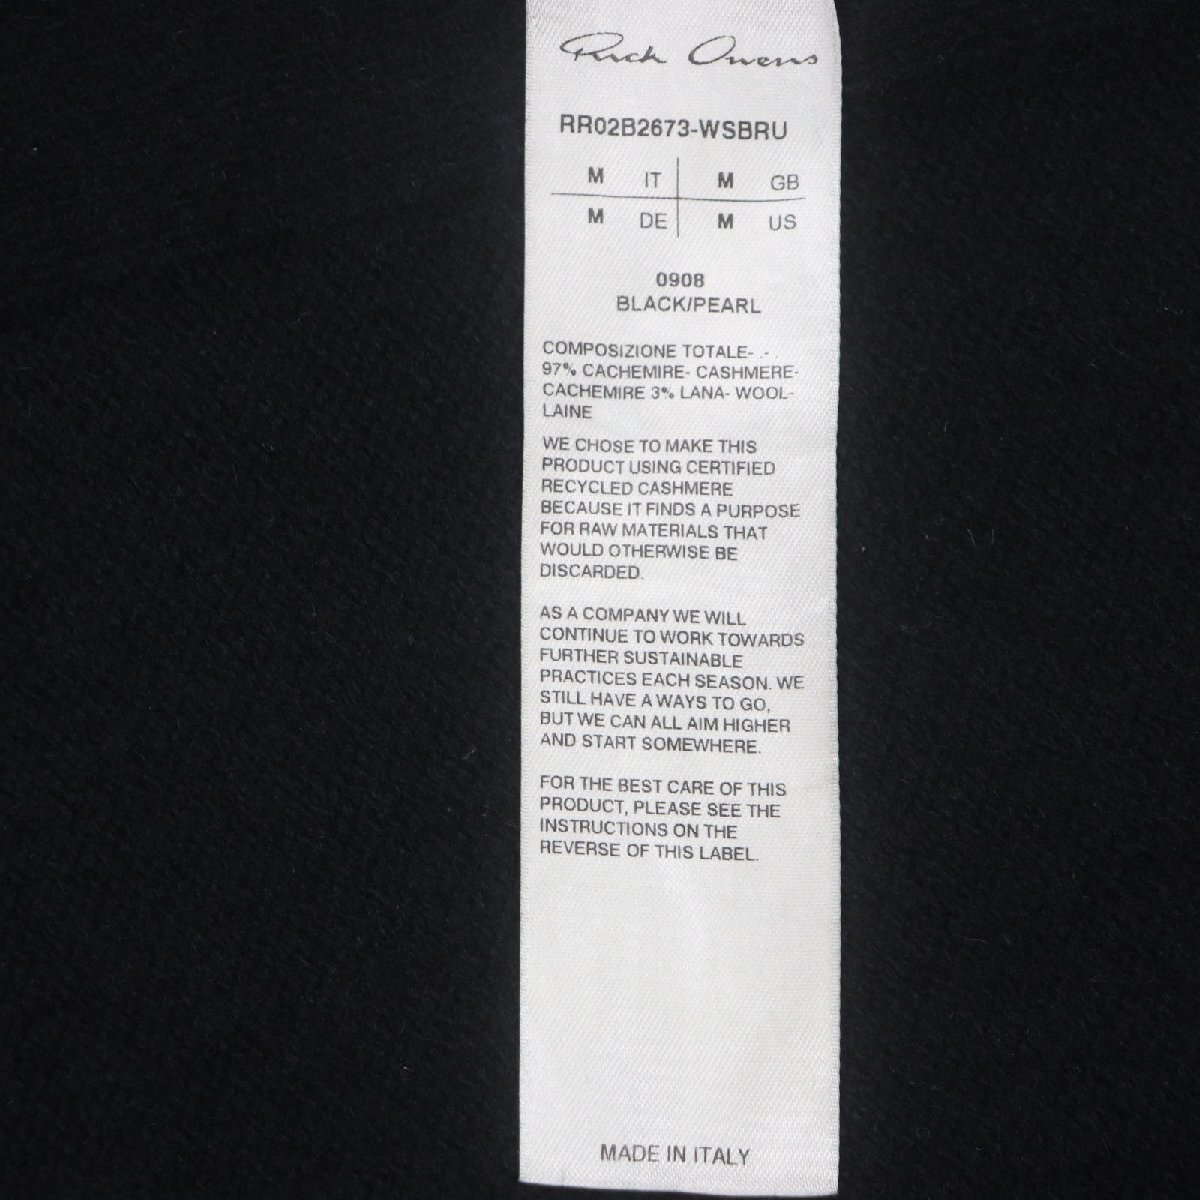 Rick Owens
RR02B2673-WSBRU
M IT M GB
M DE M US
0908
BLACK/PEARL
COMPOSIZIONE TOTALE- .- .
97% CACHEMIRE- CASHMERE-
CACHEMIRE 3% LANA- WOOL-
LAINE
WE CHOSE TO MAKE THIS
PRODUCT USING CERTIFIED
RECYCLED CASHMERE
BECAUSE IT FINDS A PURPOSE
FOR RAW MATERIALS THAT
WOULD OTHERWISE BE
DISCARDED.
AS A COMPANY WE WILL
CONTINUE TO WORK TOWARDS
FURTHER SUSTAINABLE
PRACTICES EACH SEASON. WE
STILL HAVE A WAYS TO GO,
BUT WE CAN ALL AIM HIGHER
AND START SOMEWHERE.
FOR THE BEST CARE OF THIS
PRODUCT, PLEASE SEE THE
INSTRUCTIONS ON THE
REVERSE OF THIS LABEL.
MADE IN ITALY